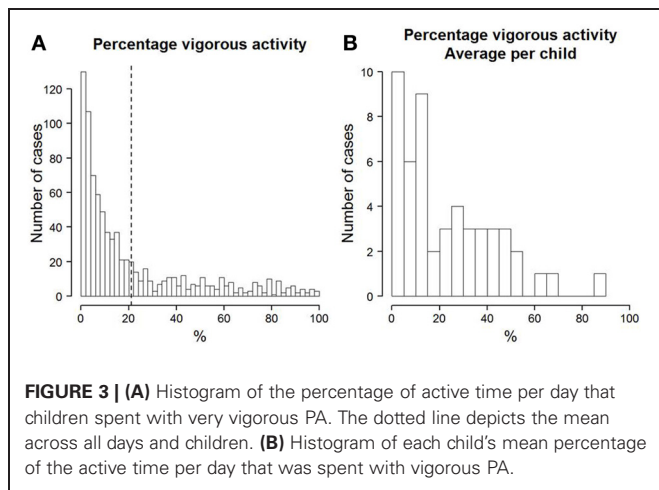 A
Percentage vigorous activity
Number of cases
120
100
80
60
40
20
0
0 20 40 60 80 100
%
B
Percentage vigorous activity
Average per child
Number of cases
10
8
6
4
2
0
0 20 40 60 80 100
%
FIGURE 3 | (A) Histogram of the percentage of active time per day that
children spent with very vigorous PA. The dotted line depicts the mean
across all days and children. (B) Histogram of each child's mean percentage
of the active time per day that was spent with vigorous PA.